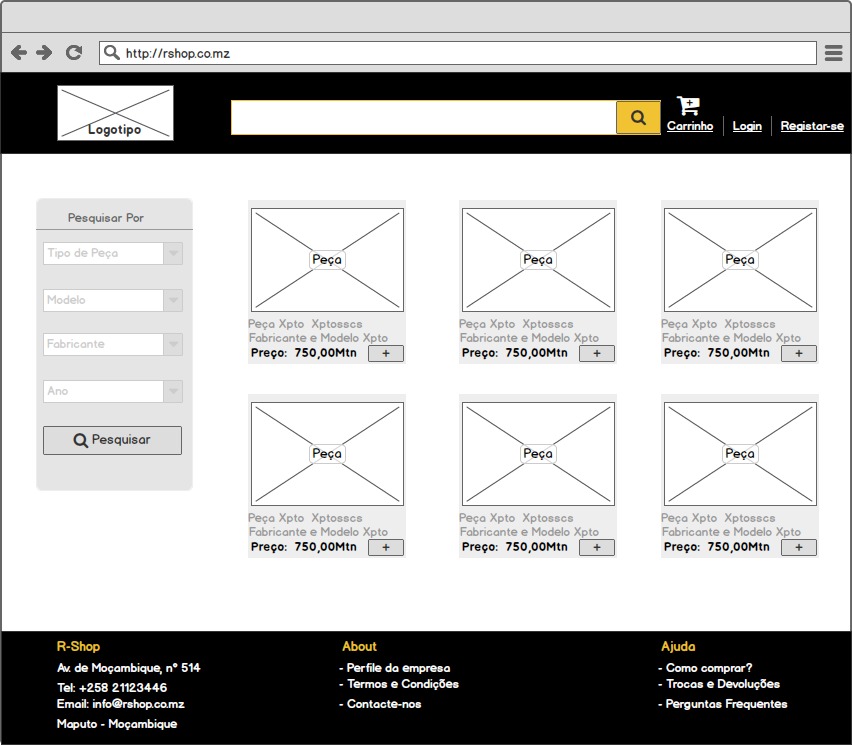 http://rshop.co.mz
Logotipo
Carrinho
Login
Registar-se
Pesquisar Por
Tipo de Peça
Modelo
Fabricante
Ano
Pesquisar
Peça
Peça Xpto Xptosscs
Fabricante e Modelo Xpto
Preço: 750,00Mtn +
Peça
Peça Xpto Xptosscs
Fabricante e Modelo Xpto
Preço: 750,00Mtn +
Peça
Peça Xpto Xptosscs
Fabricante e Modelo Xpto
Preço: 750,00Mtn +
Peça
Peça Xpto Xptosscs
Fabricante e Modelo Xpto
Preço: 750,00Mtn +
Peça
Peça Xpto Xptosscs
Fabricante e Modelo Xpto
Preço: 750,00Mtn +
Peça
Peça Xpto Xptosscs
Fabricante e Modelo Xpto
Preço: 750,00Mtn +
R-Shop
Av. de Moçambique, nº 514
Tel: +258 21123446
Email: info@rshop.co.mz
Maputo - Moçambique
About
- Perfile da empresa
- Termos e Condições
- Contacte-nos
Ajuda
- Como comprar?
- Trocas e Devoluções
- Perguntas Frequentes